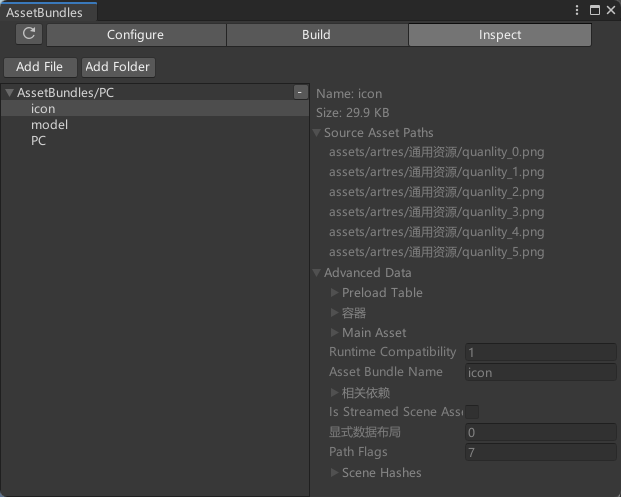 AssetBundles
Configure
Build
Inspect
Add File
Add Folder
AssetBundles/PC
-
icon
model
PC
Name: icon
Size: 29.9 KB
Source Asset Paths
assets/artres/通用资源/quanlity_0.png
assets/artres/通用资源/quanlity_1.png
assets/artres/通用资源/quanlity_2.png
assets/artres/通用资源/quanlity_3.png
assets/artres/通用资源/quanlity_4.png
assets/artres/通用资源/quanlity_5.png
Advanced Data
Preload Table
容器
Main Asset
Runtime Compatibility 1
Asset Bundle Name icon
相关依赖
Is Streamed Scene Asse
显式数据布局 0
Path Flags 7
Scene Hashes